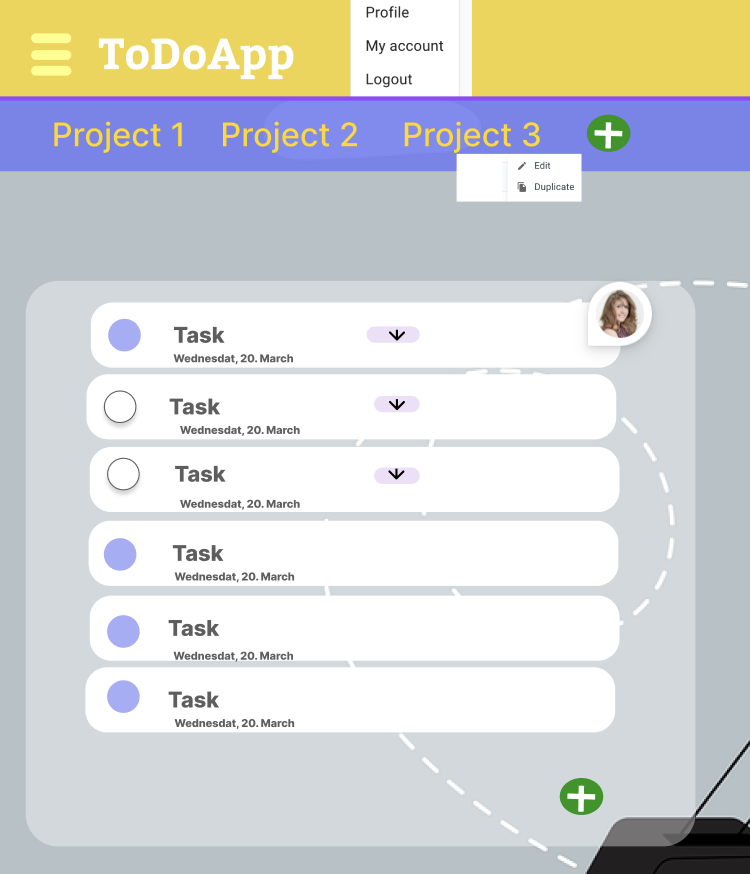 Profile
My account
Logout
ToDoApp
Project 1
Project 2
Project 3
Edit
Duplicate
Task
Wednesdat, 20. March
Task
Wednesdat, 20. March
Task
Wednesdat, 20. March
Task
Wednesdat, 20. March
Task
Wednesdat, 20. March
Task
Wednesdat, 20. March